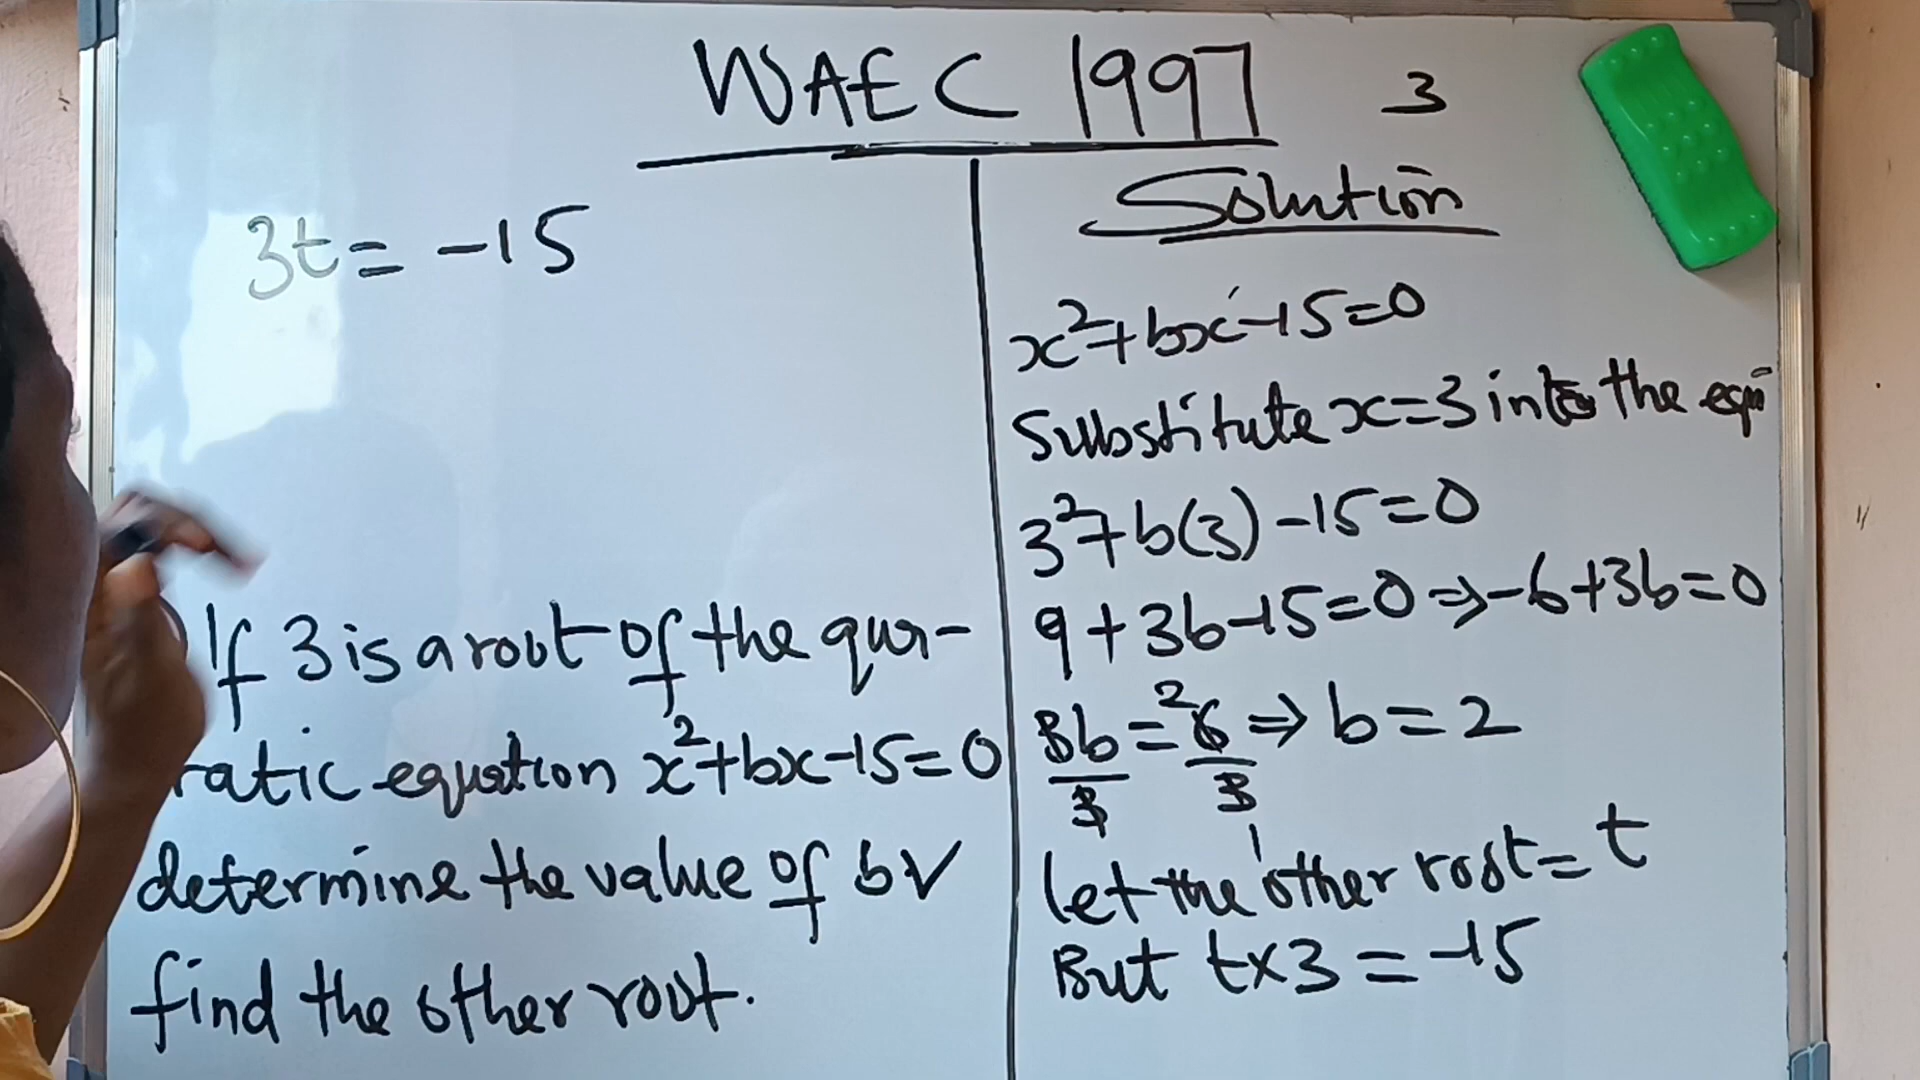 WAEC 1997 3
3t = -15
If 3 is a root of the qua-
ratic equation x²+bx-15=0
determine the value of b ✓
find the other root.
Solution
x²+bx-15=0
Substitute x=3 into the eqn
3²+b(3)-15=0
9+3b-15=0 ⇒ -6+3b=0
3b/3 = 6/3 2 1 ⇒ b = 2
let the other root = t
But t×3 = -15